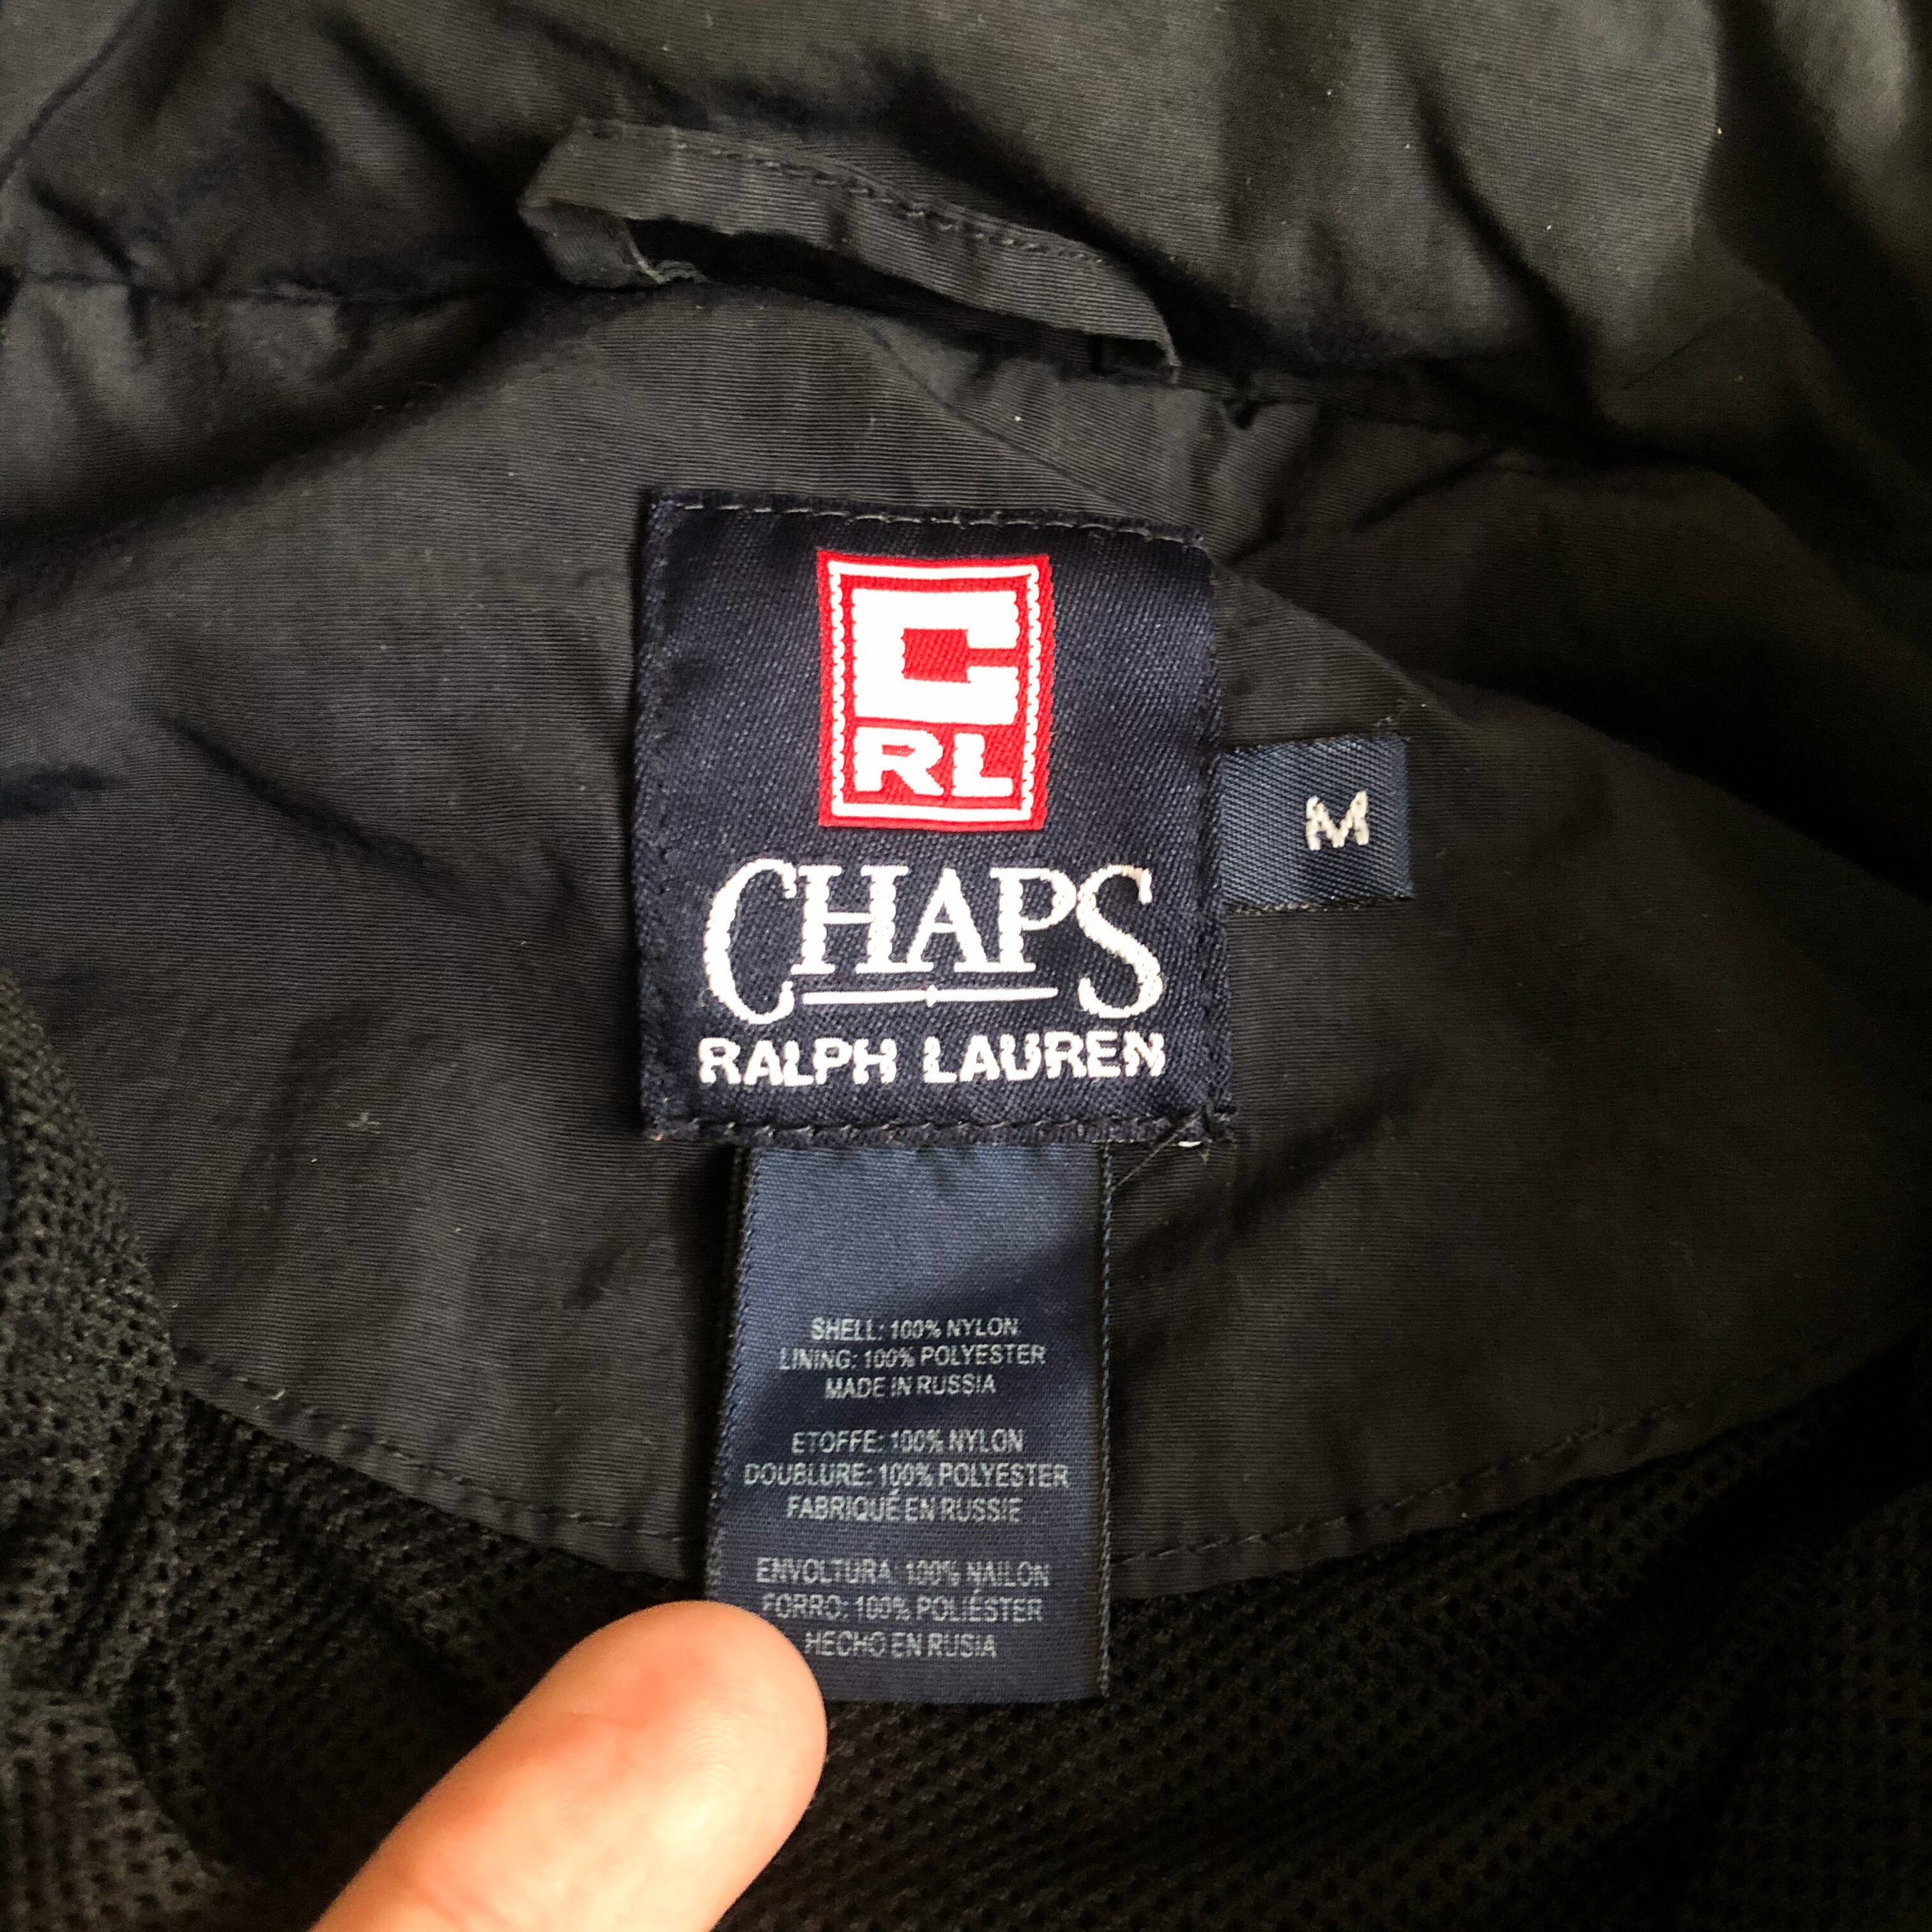 C
RL
CHAPS
RALPH LAUREN
M
SHELL: 100% NYLON
LINING: 100% POLYESTER
MADE IN RUSSIA
ETOFFE: 100% NYLON
DOUBLURE: 100% POLYESTER
FABRIQUÉ EN RUSSIE
ENVOLTURA: 100% NAILON
FORRO: 100% POLIÉSTER
HECHO EN RUSIA